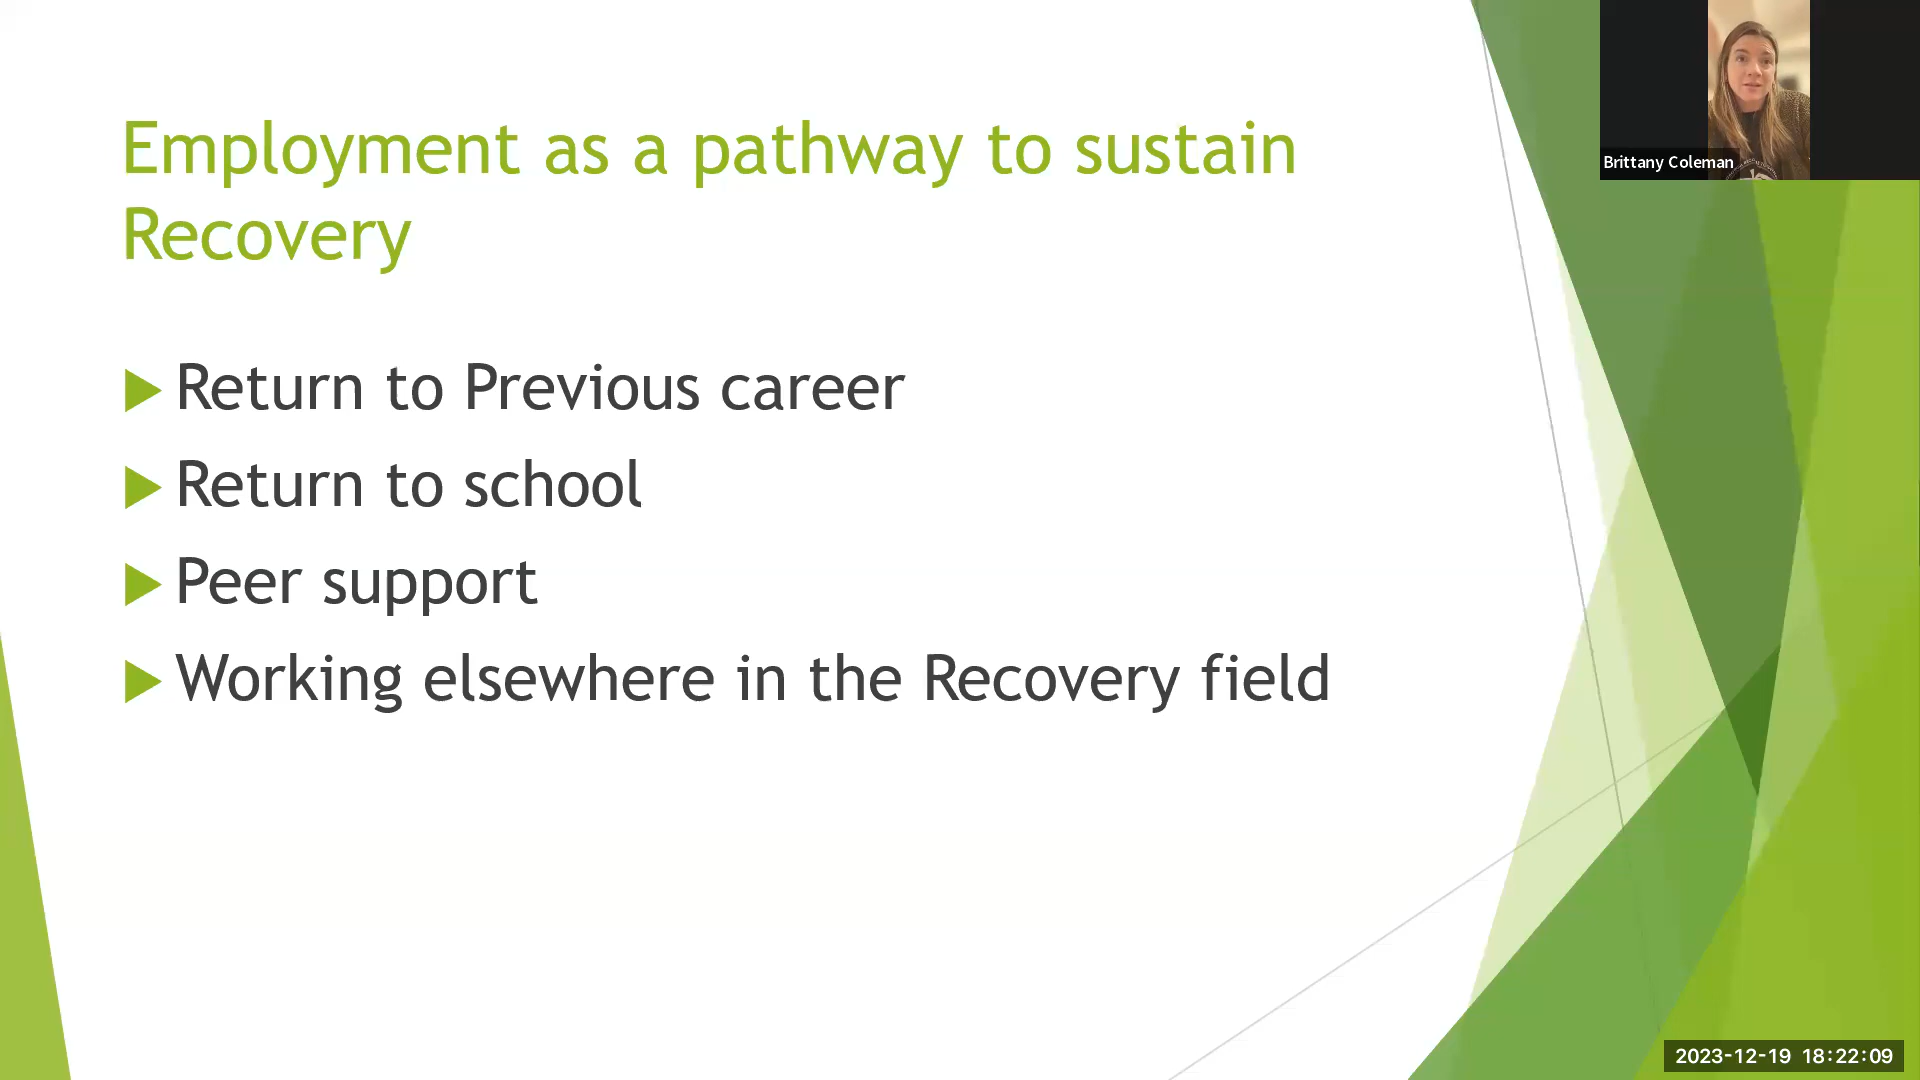 Employment as a pathway to sustain
Recovery
Return to Previous career
Return to school
Peer support
Working elsewhere in the Recovery field
Brittany Coleman
2023-12-19 18:22:09